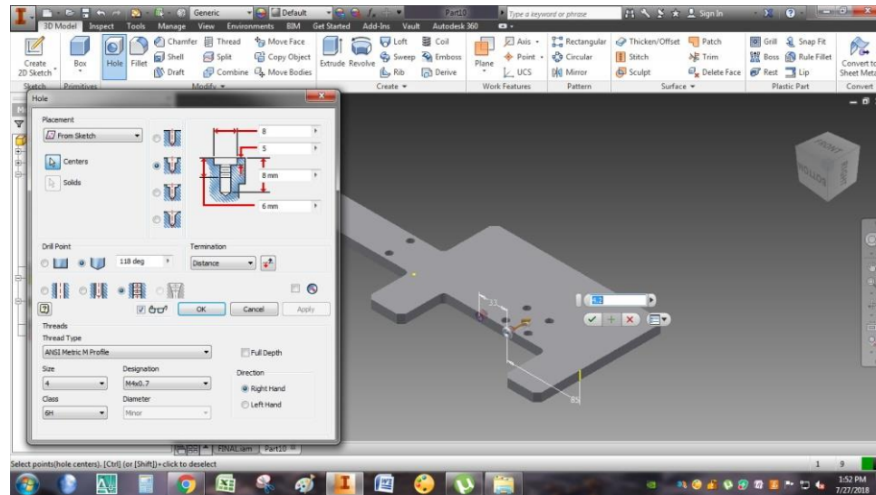 Generic Default Part10 Type a keyword or phrase Sign In
3D Model Inspect Tools Manage View Environments BIM Get Started Add-Ins Vault Autodesk 360
Create 2D Sketch
Box
Hole
Fillet
Chamfer Thread Move Face
Shell Split Copy Object
Draft Combine Move Bodies
Extrude Revolve
Loft Coil
Sweep Emboss
Rib Derive
Plane
Axis
Point
UCS
Rectangular
Circular
Mirror
Thicken/Offset Patch
Stitch Trim
Sculpt Delete Face
Grill Snap Fit
Boss Rule Fillet
Rest Lip
Convert to Sheet Meta
Sketch Primitives Modify Create Work Features Pattern Surface Plastic Part Convert
Hole
Placement
From Sketch
Centers
Solids
8
5
8 mm
6 mm
Drill Point
118 deg
Termination
Distance
OK Cancel Apply
Threads
Thread Type
ANSI Metric M Profile
Full Depth
Size Designation
4 M4x0.7
Class Diameter
6H Minor
Direction
Right Hand
Left Hand
FRONT
BOTTOM
33
85
FINAL.iam Part10
Select points(hole centers). [Ctrl] (or [Shift])+click to deselect
1 9
1:52 PM
7/27/2018